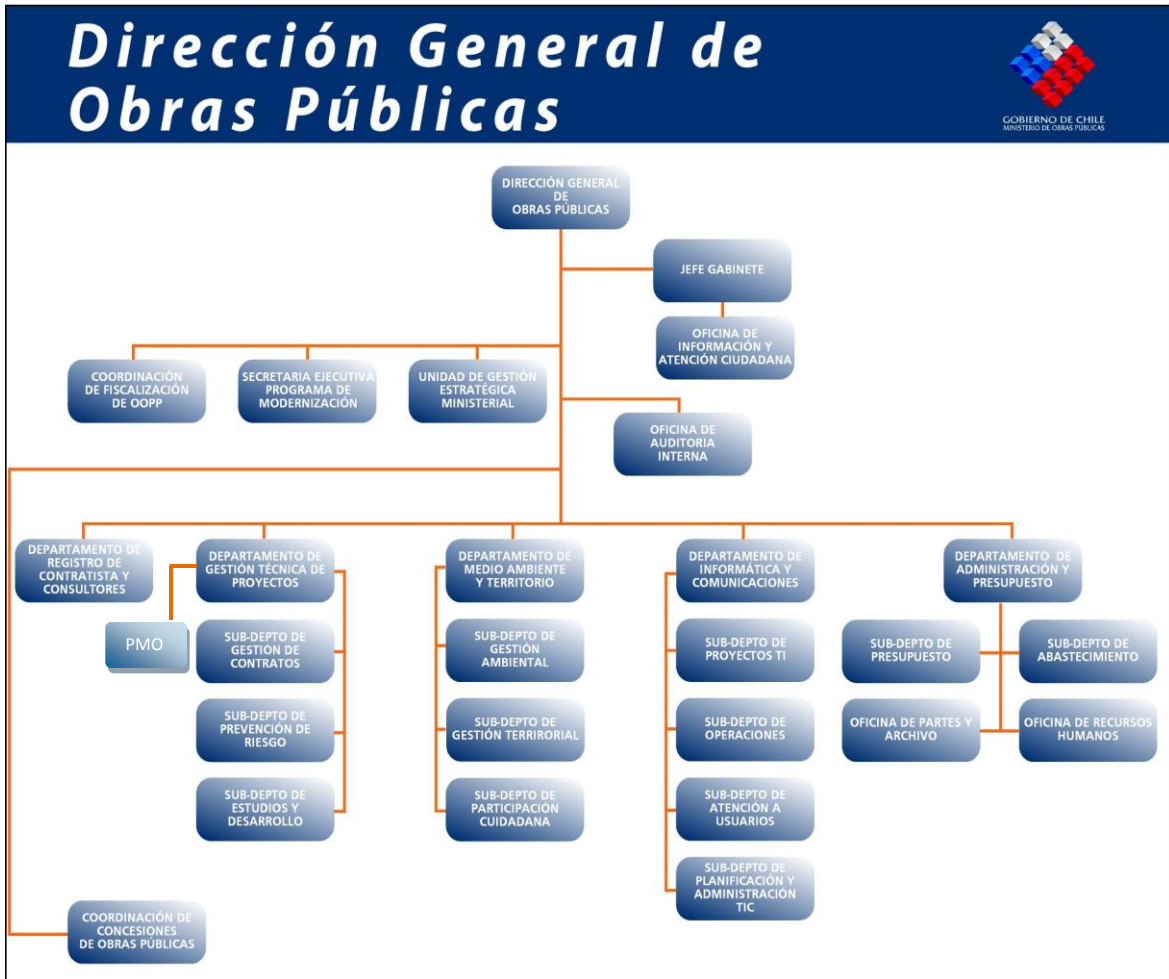 Dirección General de
Obras Públicas
GOBIERNO DE CHILE
MINISTERIO DE OBRAS PÚBLICAS
DIRECCIÓN GENERAL
DE
OBRAS PÚBLICAS
JEFE GABINETE
OFICINA DE
INFORMACIÓN Y
ATENCIÓN CIUDADANA
COORDINACIÓN
DE FISCALIZACIÓN
DE OOPP
SECRETARIA EJECUTIVA
PROGRAMA DE
MODERNIZACIÓN
UNIDAD DE GESTIÓN
ESTRATÉGICA
MINISTERIAL
OFICINA DE
AUDITORIA
INTERNA
DEPARTAMENTO DE
REGISTRO DE
CONTRATISTA Y
CONSULTORES
DEPARTAMENTO DE
GESTIÓN TÉCNICA DE
PROYECTOS
DEPARTAMENTO DE
MEDIO AMBIENTE
Y TERRITORIO
DEPARTAMENTO DE
INFORMÁTICA Y
COMUNICACIONES
DEPARTAMENTO DE
ADMINISTRACIÓN Y
PRESUPUESTO
PMO
SUB-DEPTO DE
GESTIÓN DE
CONTRATOS
SUB-DEPTO DE
GESTIÓN
AMBIENTAL
SUB-DEPTO DE
PROYECTOS TI
SUB-DEPTO DE
PRESUPUESTO
SUB-DEPTO DE
ABASTECIMIENTO
SUB-DEPTO DE
PREVENCIÓN DE
RIESGO
SUB-DEPTO DE
GESTIÓN TERRIRORIAL
SUB-DEPTO DE
OPERACIONES
OFICINA DE PARTES Y
ARCHIVO
OFICINA DE RECURSOS
HUMANOS
SUB-DEPTO DE
ESTUDIOS Y
DESARROLLO
SUB-DEPTO DE
PARTICIPACIÓN
CUIDADANA
SUB-DEPTO DE
ATENCIÓN A
USUARIOS
SUB-DEPTO DE
PLANIFICACIÓN Y
ADMINISTRACIÓN
TIC
COORDINACIÓN DE
CONCESIONES
DE OBRAS PÚBLICAS